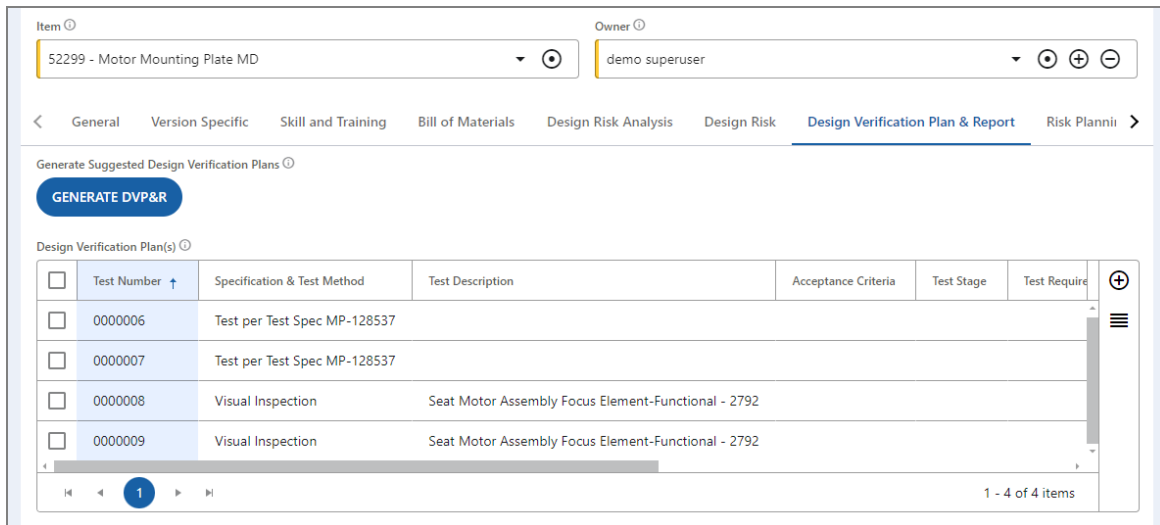 Item
Owner
52299 - Motor Mounting Plate MD
demo superuser
General Version Specific Skill and Training Bill of Materials Design Risk Analysis Design Risk Design Verification Plan & Report Risk Plannin
Generate Suggested Design Verification Plans
GENERATE DVP&R
Design Verification Plan(s)
Test Number Specification & Test Method Test Description Acceptance Criteria Test Stage Test Require
0000006 Test per Test Spec MP-128537
0000007 Test per Test Spec MP-128537
0000008 Visual Inspection Seat Motor Assembly Focus Element-Functional - 2792
0000009 Visual Inspection Seat Motor Assembly Focus Element-Functional - 2792
1
1 - 4 of 4 items